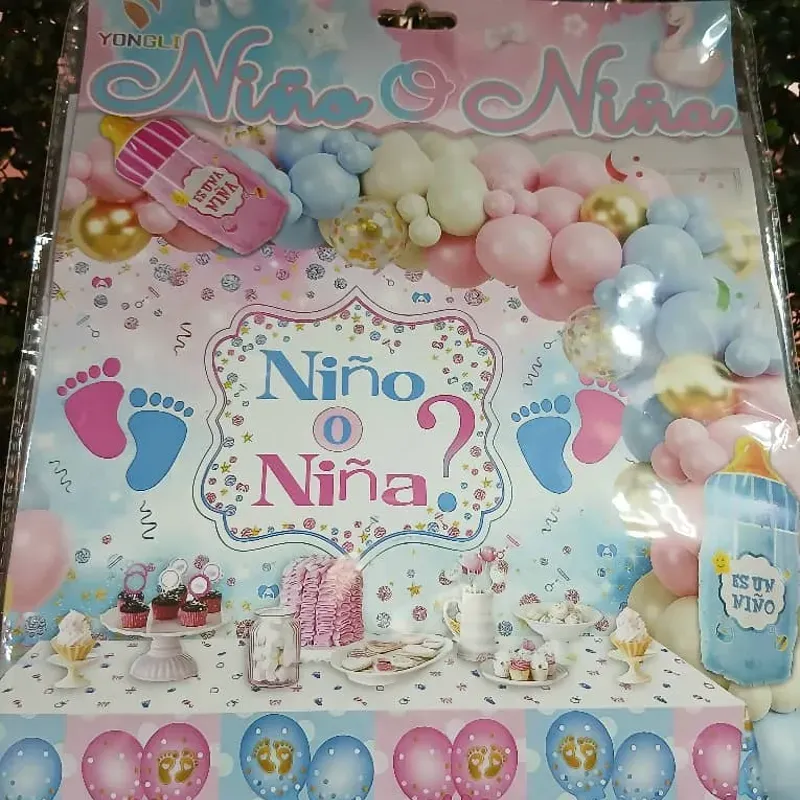 YONGLI
Niño O Niña
ES UNA
NIÑA
Niño
O
Niña?
ES UN
NIÑO